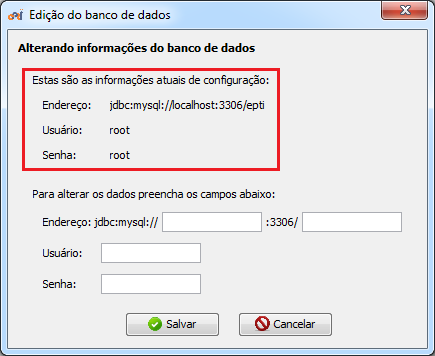 Edição do banco de dados
Alterando informações do banco de dados
Estas são as informações atuais de configuração:
Endereço: jdbc:mysql://localhost:3306/epti
Usuário: root
Senha: root
Para alterar os dados preencha os campos abaixo:
Endereço: jdbc:mysql:// :3306/
Usuário:
Senha:
Salvar Cancelar